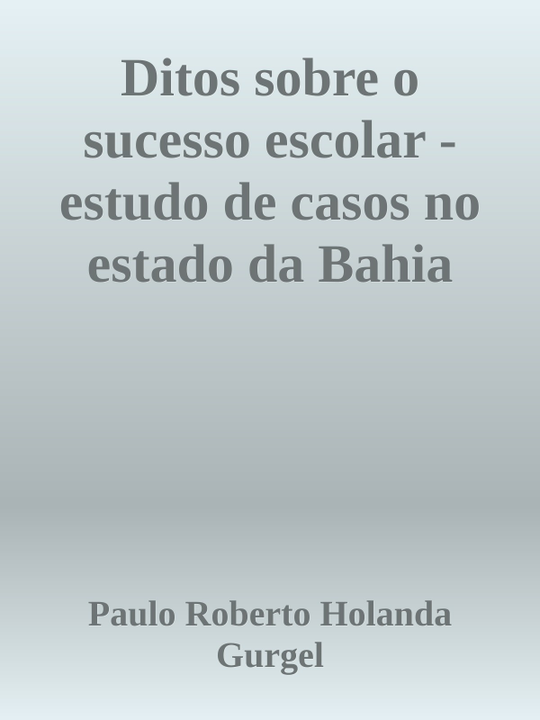 Ditos sobre o
sucesso escolar -
estudo de casos no
estado da Bahia
Paulo Roberto Holanda
Gurgel